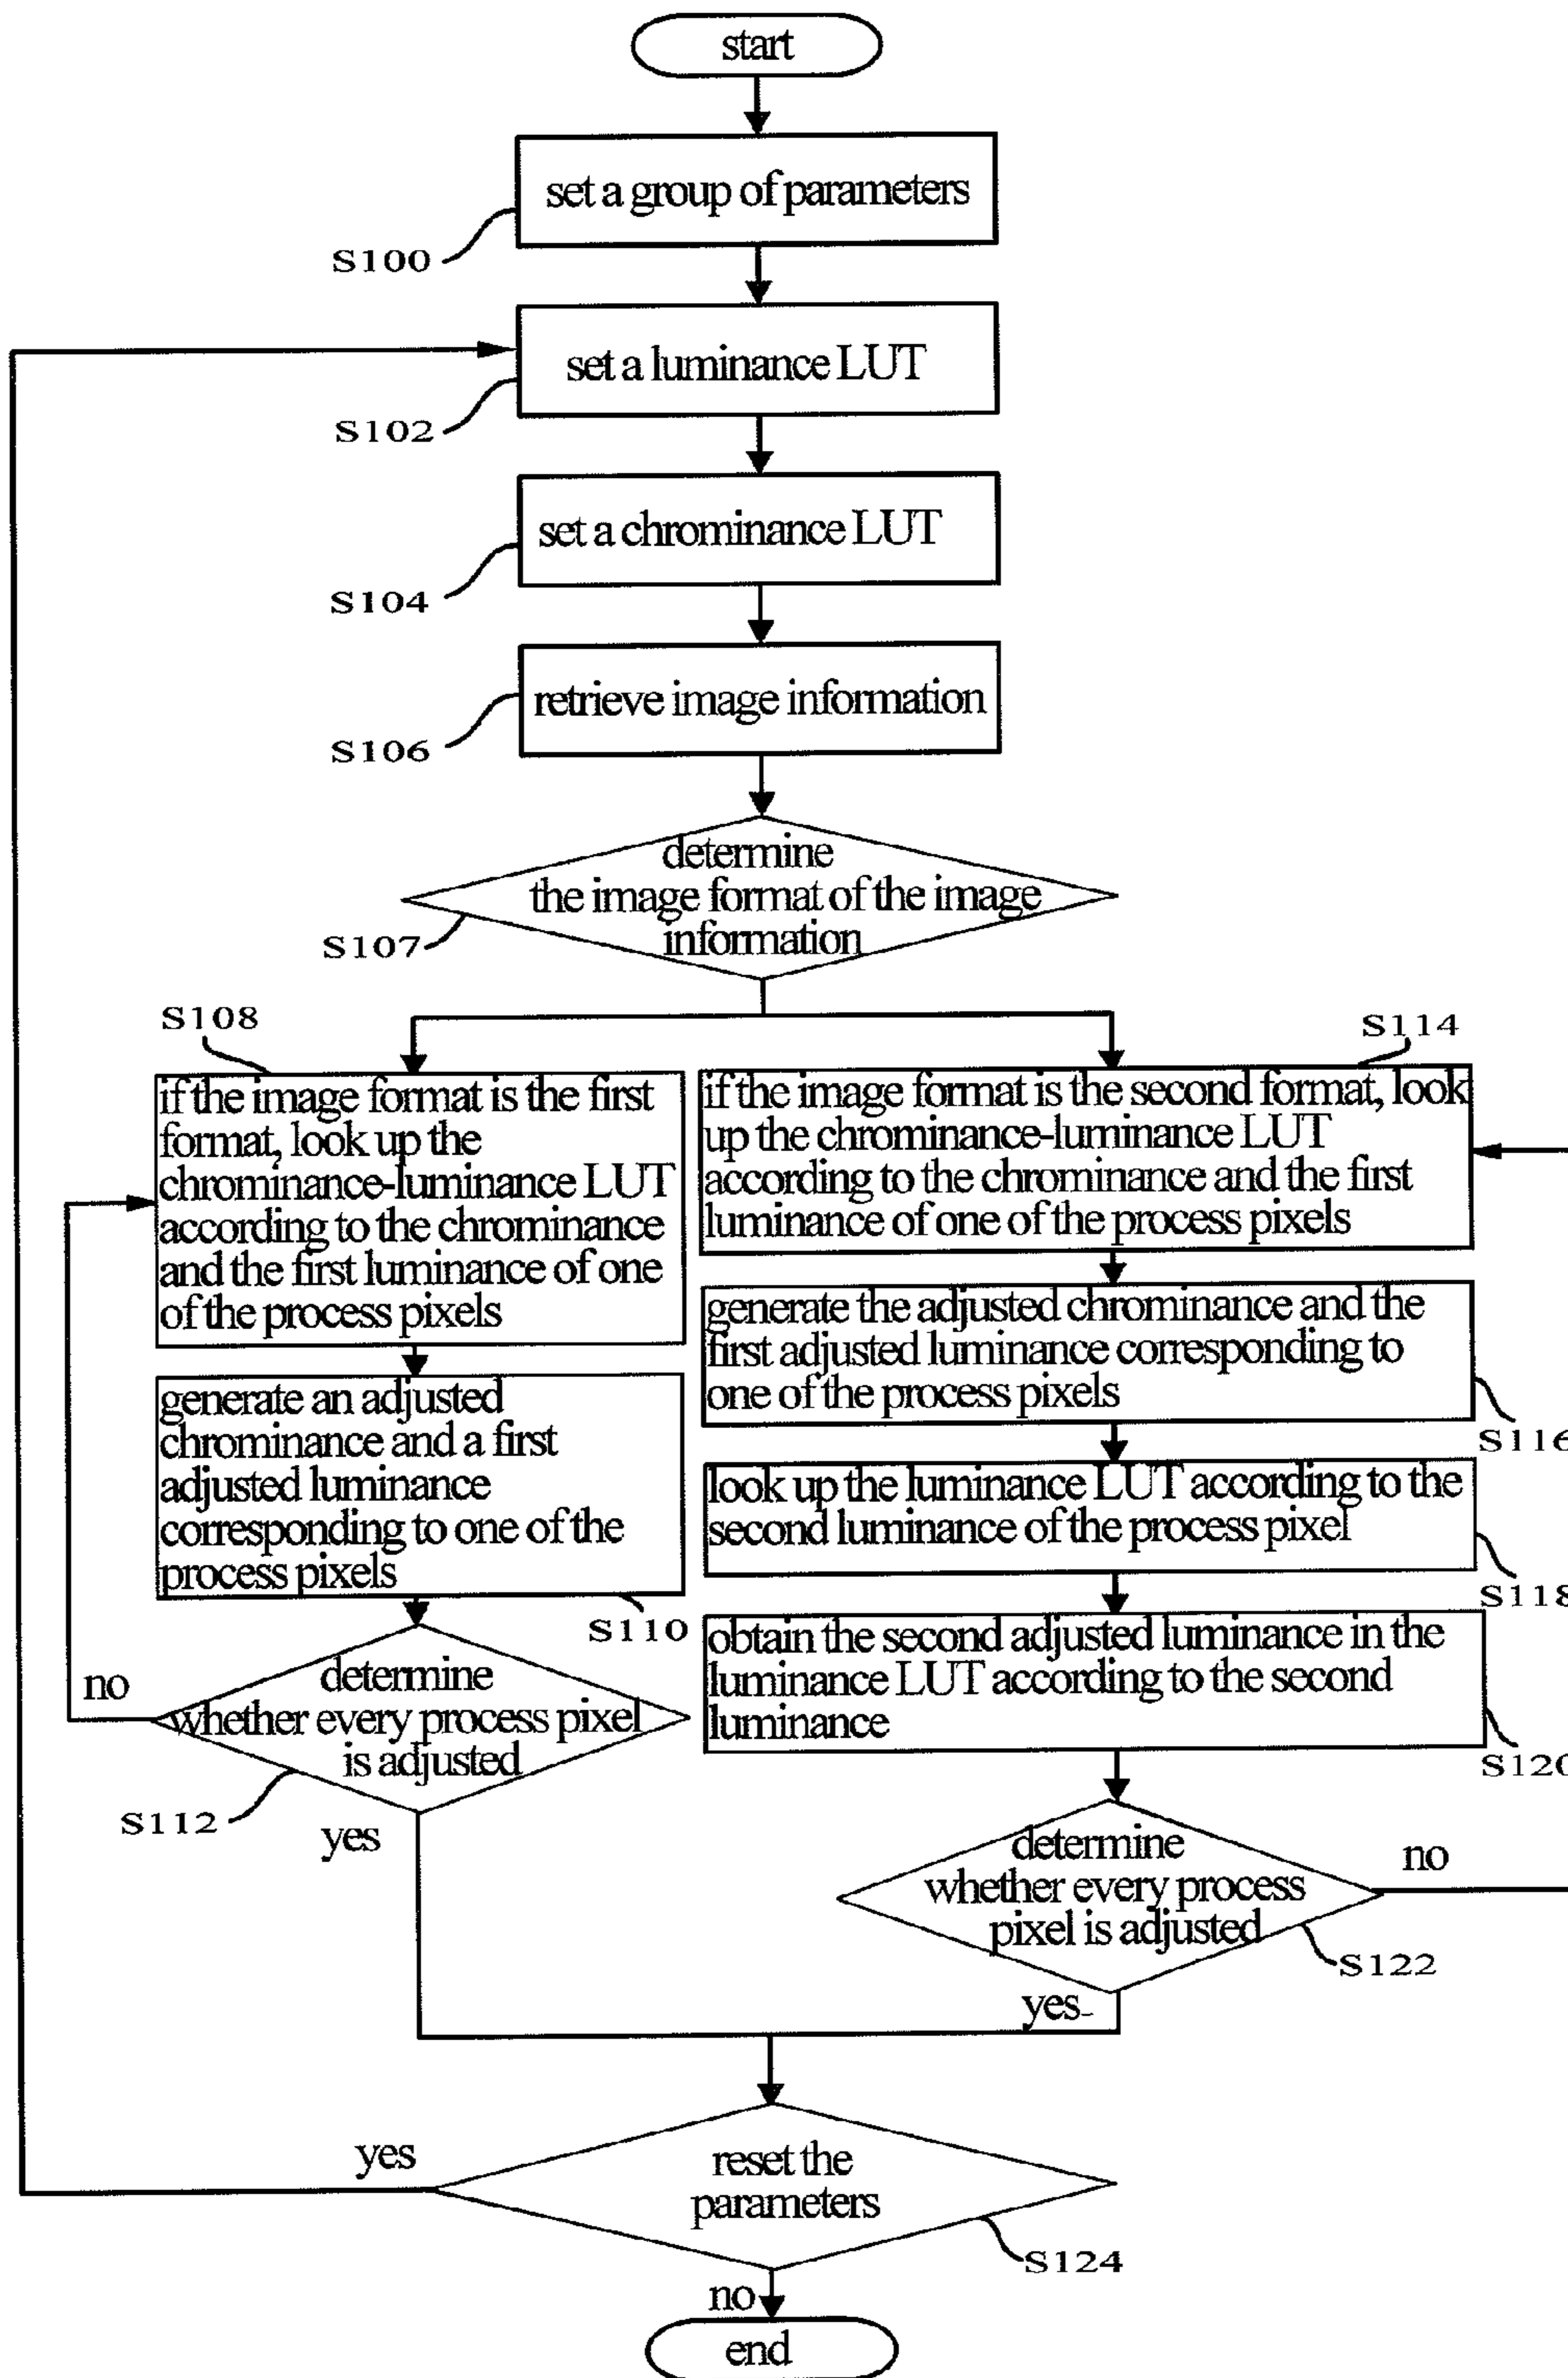 start
set a group of parameters
S100
set a luminance LUT
S102
set a chrominance LUT
S104
retrieve image information
S106
determine
the image format of the image
information
S107
S108
if the image format is the first
format, look up the
chrominance-luminance LUT
according to the chrominance
and the first luminance of one
of the process pixels
S114
if the image format is the second format, look
up the chrominance-luminance LUT
according to the chrominance and the first
luminance of one of the process pixels
generate the adjusted chrominance and the
first adjusted luminance corresponding to
one of the process pixels
S116
generate an adjusted
chrominance and a first
adjusted luminance
corresponding to one of the
process pixels
S110
look up the luminance LUT according to the
second luminance of the process pixel
S118
obtain the second adjusted luminance in the
luminance LUT according to the second
luminance
S120
no
determine
whether every process pixel
is adjusted
S112
yes
determine
whether every process
pixel is adjusted
no
S122
yes
yes
reset the
parameters
S124
no
end